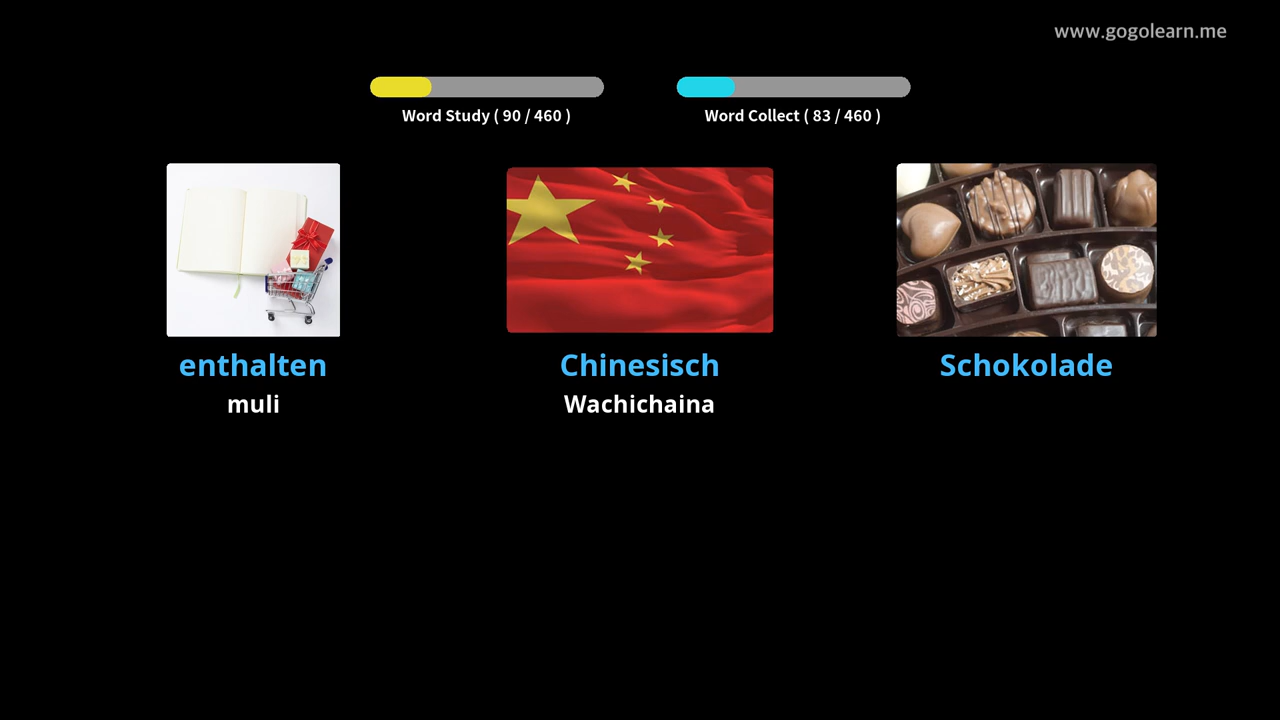 www.gogolearn.me
Word Study ( 90 / 460 )
Word Collect ( 83 / 460 )
enthalten
muli
Chinesisch
Wachichaina
Schokolade